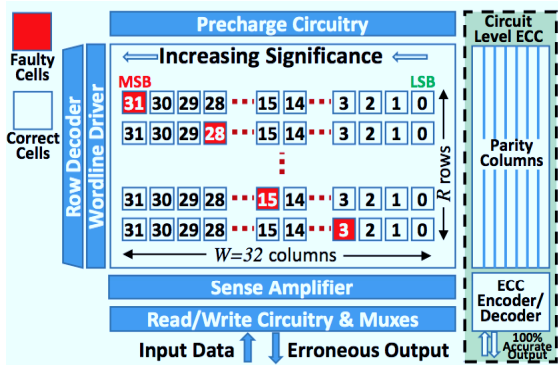 Faulty
Cells
Correct
Cells
Row Decoder
Wordline Driver
Precharge Circuitry
Increasing Significance
MSB
LSB
31 30 29 28 15 14 3 2 1 0
31 30 29 28 15 14 3 2 1 0
31 30 29 28 15 14 3 2 1 0
31 30 29 28 15 14 3 2 1 0
R rows
W=32 columns
Sense Amplifier
Read/Write Circuitry & Muxes
Input Data
Erroneous Output
Circuit
Level ECC
Parity
Columns
ECC
Encoder/
Decoder
100%
Accurate
Output